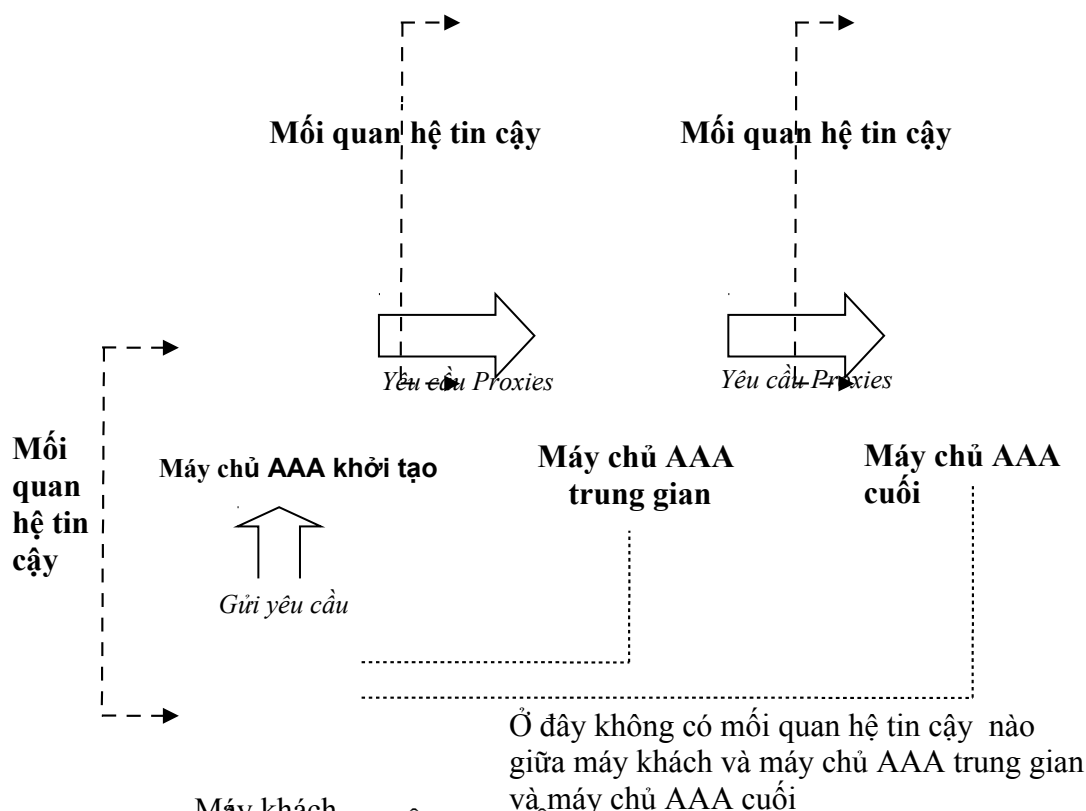 Mối quan hệ tin cậy
Mối quan hệ tin cậy
Yêu cầu Proxies
Yêu cầu Proxies
Mối
quan
hệ tin
cậy
Máy chủ AAA khởi tạo
Máy chủ AAA
trung gian
Máy chủ AAA
cuối
Gửi yêu cầu
Ở đây không có mối quan hệ tin cậy nào
giữa máy khách và máy chủ AAA trung gian
và máy chủ AAA cuối
Máy khách